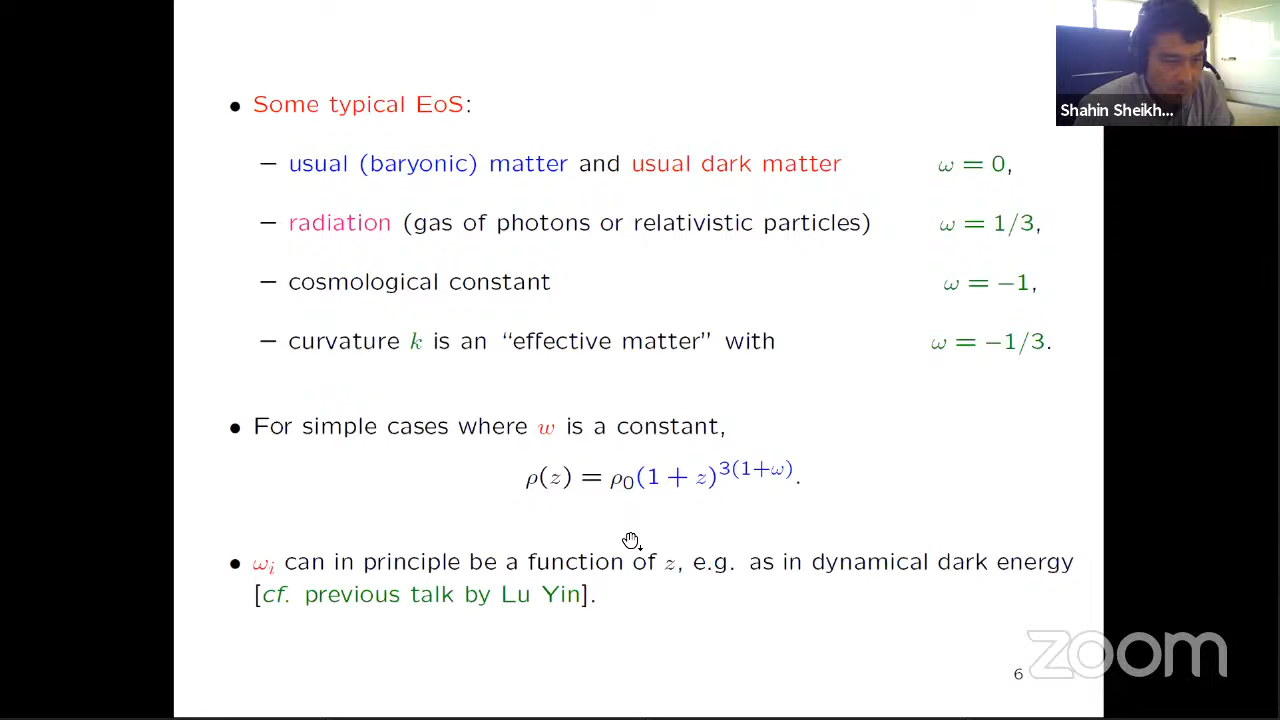 Shahin Sheikh...
• Some typical EoS:
– usual (baryonic) matter and usual dark matter ω = 0,
– radiation (gas of photons or relativistic particles) ω = 1/3,
– cosmological constant ω = −1,
– curvature k is an “effective matter” with ω = −1/3.
• For simple cases where w is a constant,
ρ(z) = ρ₀(1 + z)^{3(1+ω)}.
• ωᵢ can in principle be a function of z, e.g. as in dynamical dark energy
[cf. previous talk by Lu Yin].
zoom
6